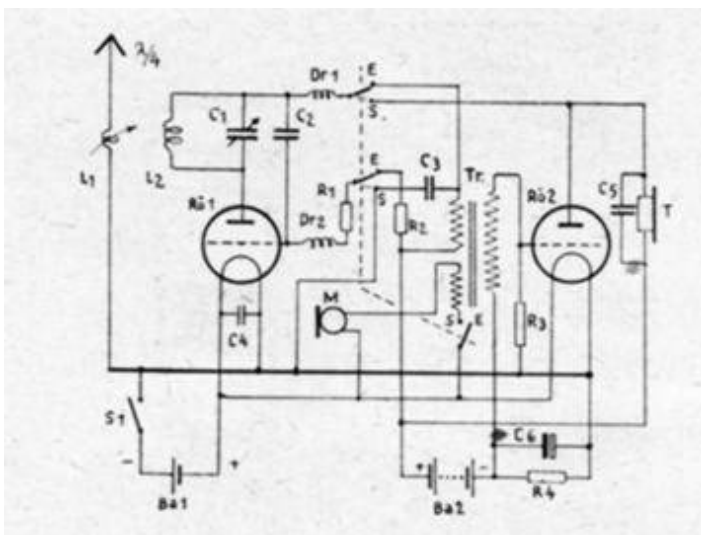 λ/4
Dr1
E
S
C1
C2
L1
L2
Rö1
R1
E
S
C3
Tr.
Rö2
C5
T
Dr2
R2
M
C4
S
E
R3
S1
-
+
Ba1
+
-
Ba2
C6
R4